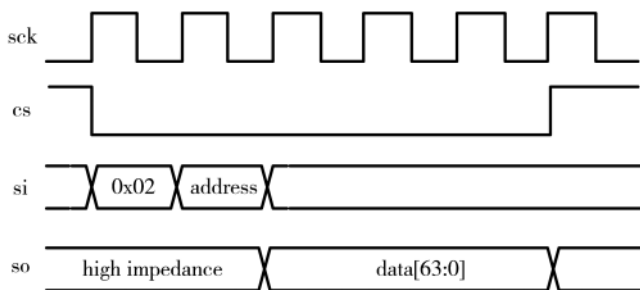 sck
cs
si 0x02 address
so high impedance data[63:0]